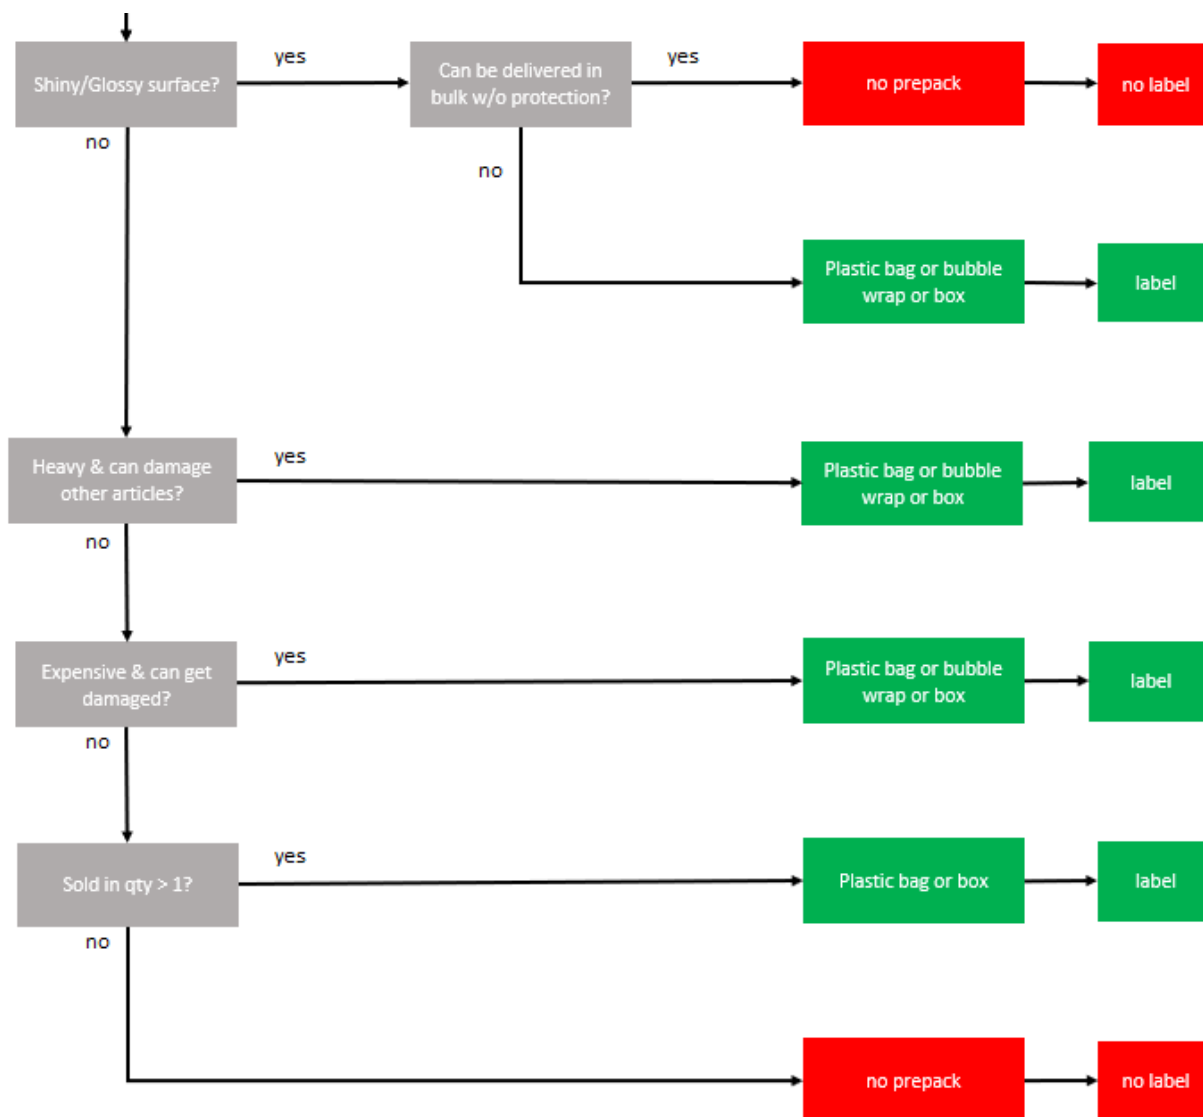 Shiny/Glossy surface?
yes
Can be delivered in
bulk w/o protection?
yes
no prepack
no label
no
no
Plastic bag or bubble
wrap or box
label
Heavy & can damage
other articles?
yes
Plastic bag or bubble
wrap or box
label
no
Expensive & can get
damaged?
yes
Plastic bag or bubble
wrap or box
label
no
Sold in qty > 1?
yes
Plastic bag or box
label
no
no prepack
no label